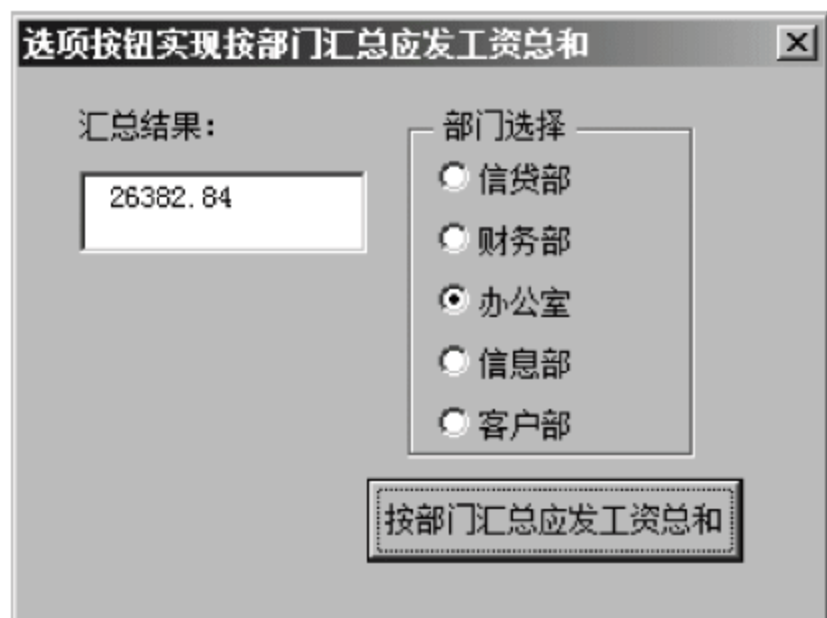 选项按钮实现按部门汇总应发工资总和
汇总结果：
26382.84
部门选择
信贷部
财务部
办公室
信息部
客户部
按部门汇总应发工资总和